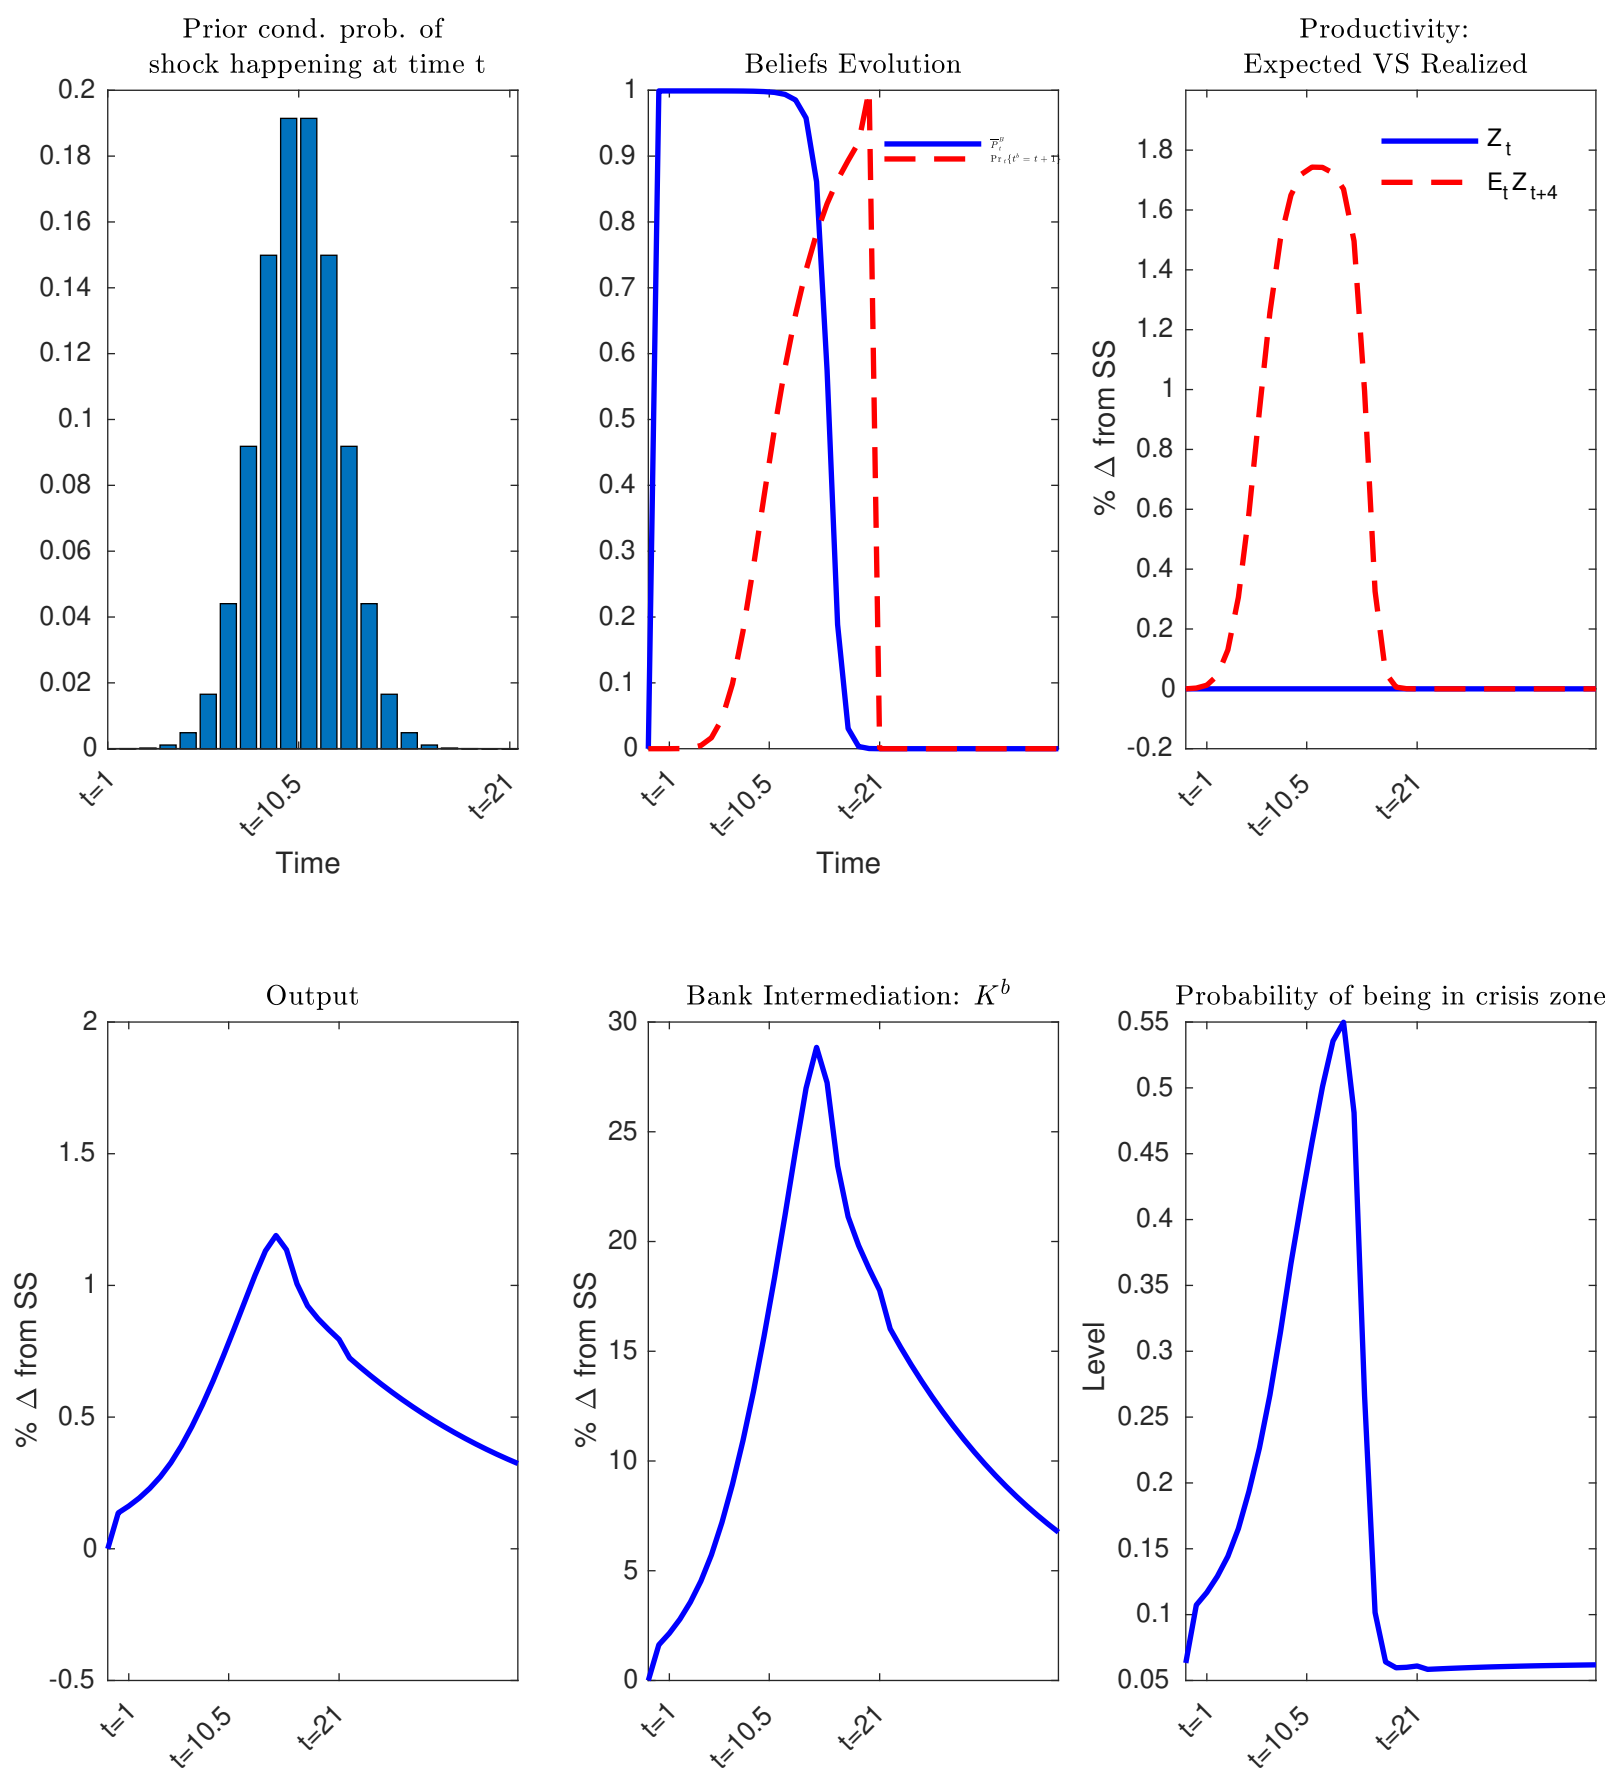 Prior cond. prob. of
shock happening at time t
0.2
0.18
0.16
0.14
0.12
0.1
0.08
0.06
0.04
0.02
0
t=1
t=10.5
t=21
Time
Beliefs Evolution
1
0.9
0.8
0.7
0.6
0.5
0.4
0.3
0.2
0.1
0
t=1
t=10.5
t=21
Time
P̅_t^B
Pr_t{t^B = t + 1
Productivity:
Expected VS Realized
% Δ from SS
1.8
1.6
1.4
1.2
1
0.8
0.6
0.4
0.2
0
-0.2
t=1
t=10.5
t=21
Z_t
E_tZ_{t+4}
Output
% Δ from SS
2
1.5
1
0.5
0
-0.5
t=1
t=10.5
t=21
Bank Intermediation: K^b
% Δ from SS
30
25
20
15
10
5
0
t=1
t=10.5
t=21
Probability of being in crisis zone
Level
0.55
0.5
0.45
0.4
0.35
0.3
0.25
0.2
0.15
0.1
0.05
t=1
t=10.5
t=21